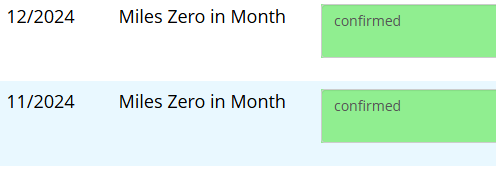 12/2024 Miles Zero in Month confirmed
11/2024 Miles Zero in Month confirmed